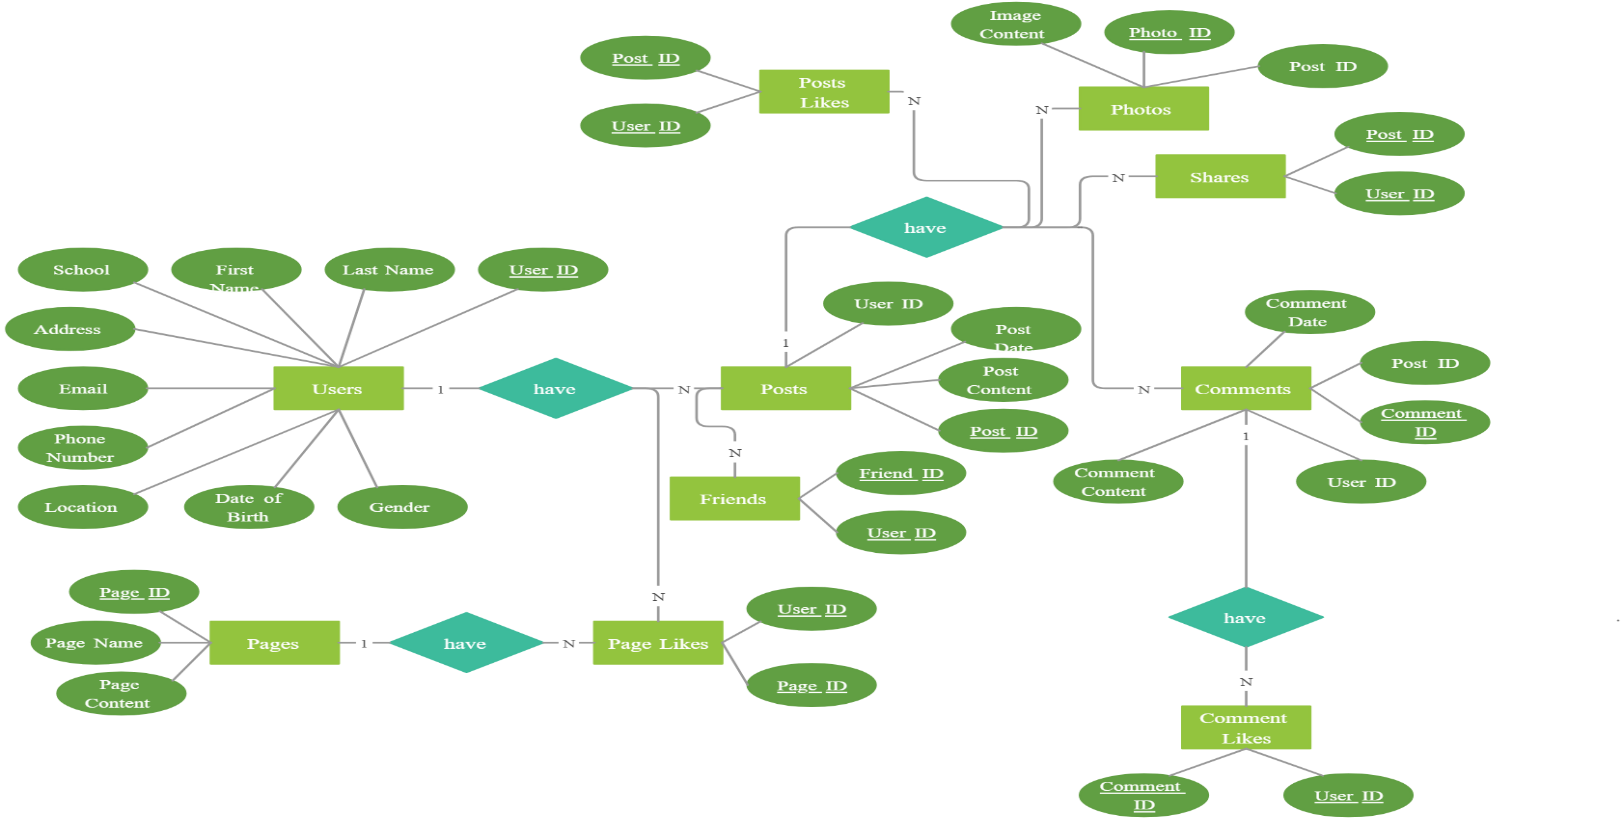 Image
Content
Photo ID
Post ID
Post ID
User ID
Posts
Likes
N
N
Photos
Post ID
User ID
N
Shares
have
School
First
Name
Last Name
User ID
Address
Email
Phone
Number
Location
Date of
Birth
Gender
Users
1
have
N
N
N
1
Posts
User ID
Post
Date
Post
Content
Post ID
Friends
Friend ID
User ID
Comment
Date
Post ID
Comment
ID
N
Comments
1
Comment
Content
User ID
have
N
Comment
Likes
Comment
ID
User ID
Page ID
Page Name
Page
Content
Pages
1
have
N
Page Likes
User ID
Page ID